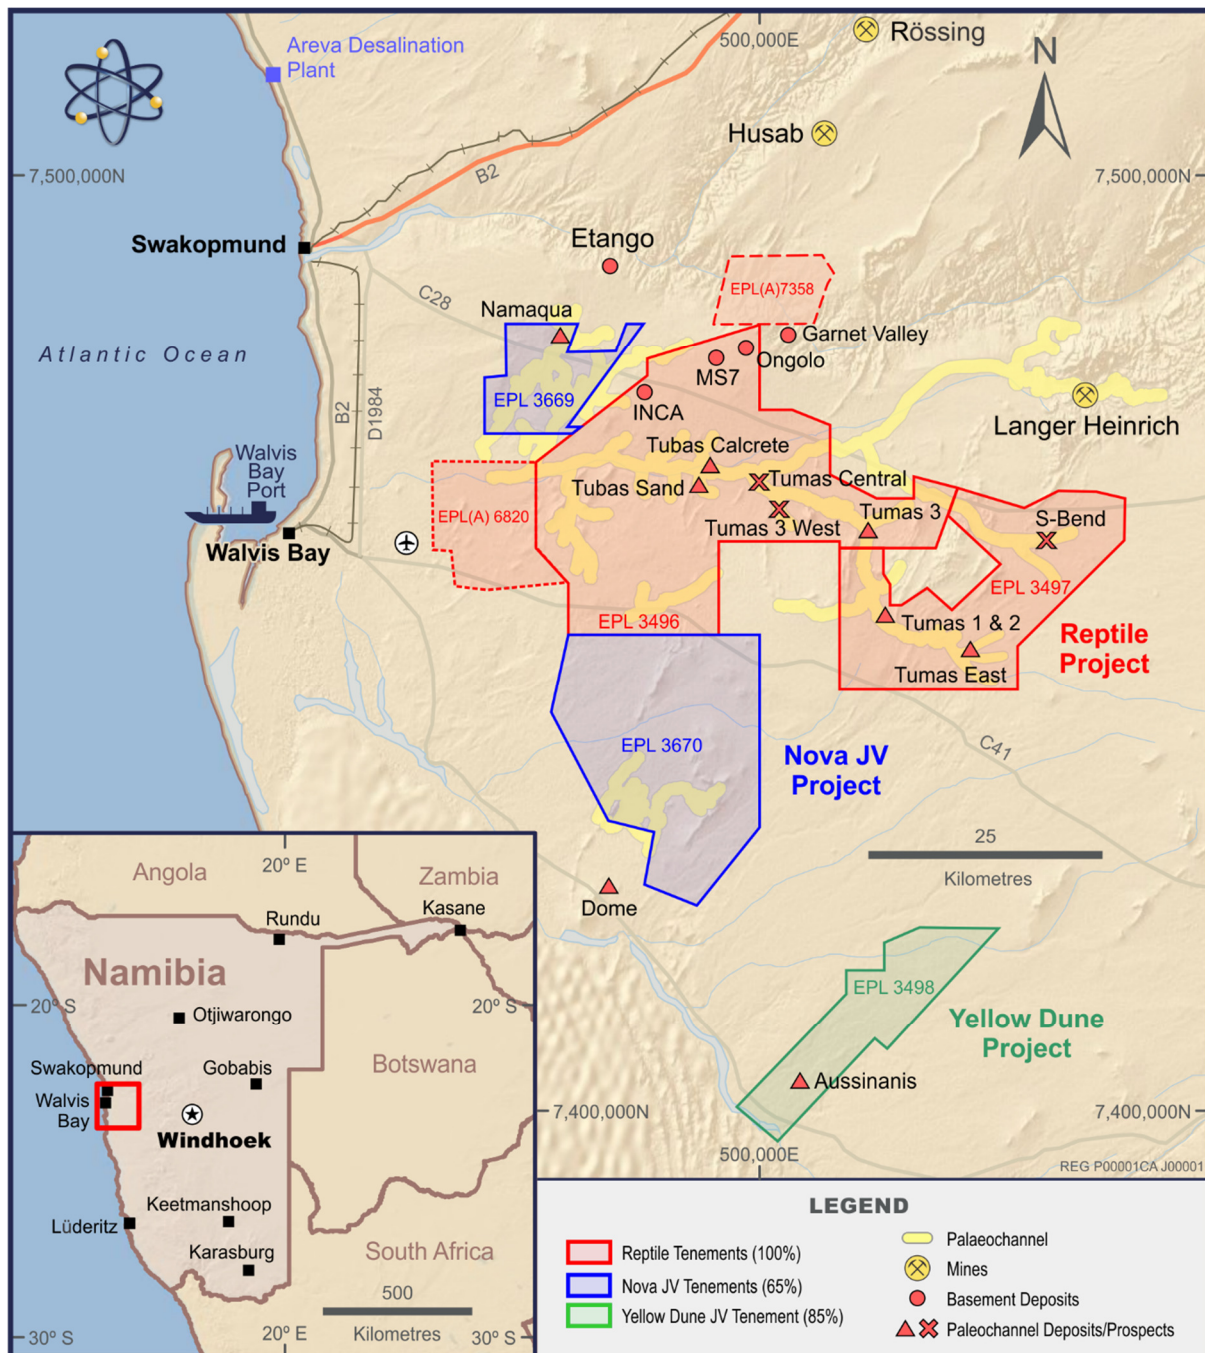 Areva Desalination
Plant
500,000E
Rössing
N
Husab
7,500,000N
7,500,000N
B2
Swakopmund
Etango
C28
EPL(A)7358
Namaqua
Garnet Valley
Atlantic Ocean
Ongolo
MS7
EPL 3669
INCA
B2
D1984
Langer Heinrich
Tubas Calcrete
Walvis
Bay
Port
Tumas Central
Tubas Sand
EPL(A) 6820
Tumas 3
S-Bend
Tumas 3 West
Walvis Bay
EPL 3497
EPL 3496
Tumas 1 & 2
Reptile
Project
Tumas East
EPL 3670
C41
Nova JV
Project
25
Kilometres
Dome
EPL 3498
Yellow Dune
Project
Aussinanis
7,400,000N
7,400,000N
500,000E
REG P00001CA J00001
20° E
Angola
Zambia
Kasane
Rundu
Namibia
20° S
20° S
Otjiwarongo
Swakopmund
Gobabis
Botswana
Walvis
Bay
Windhoek
Keetmanshoop
Lüderitz
Karasburg
South Africa
500
Kilometres
30° S
20° E
30° S
LEGEND
Reptile Tenements (100%)
Nova JV Tenements (65%)
Yellow Dune JV Tenement (85%)
Palaeochannel
Mines
Basement Deposits
Paleochannel Deposits/Prospects